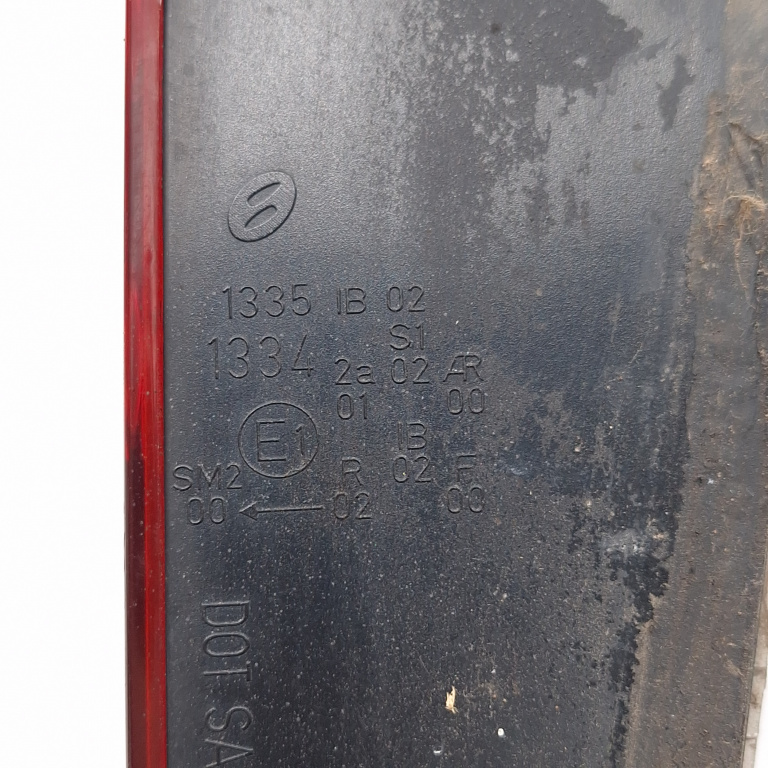 1335 IB 02
S1
1334 2a 02 AR
01 00
E1 IB
SM2 R 02 F
00 ← 02 00
DOT SA